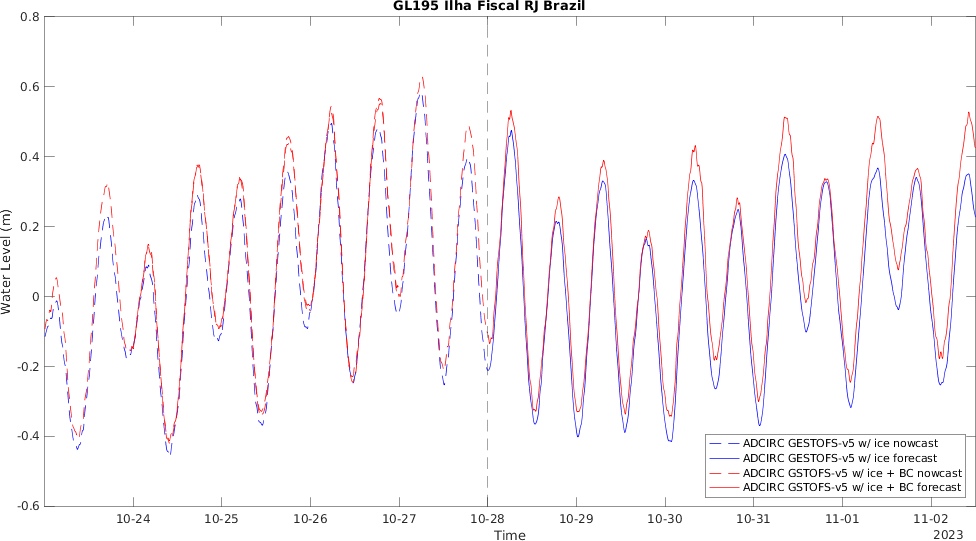 GL195 Ilha Fiscal RJ Brazil
0.8
0.6
0.4
0.2
0
-0.2
-0.4
-0.6
Water Level (m)
ADCIRC GESTOFS-v5 w/ ice nowcast
ADCIRC GESTOFS-v5 w/ ice forecast
ADCIRC GSTOFS-v5 w/ ice + BC nowcast
ADCIRC GSTOFS-v5 w/ ice + BC forecast
10-24 10-25 10-26 10-27 10-28 10-29 10-30 10-31 11-01 11-02
Time
2023